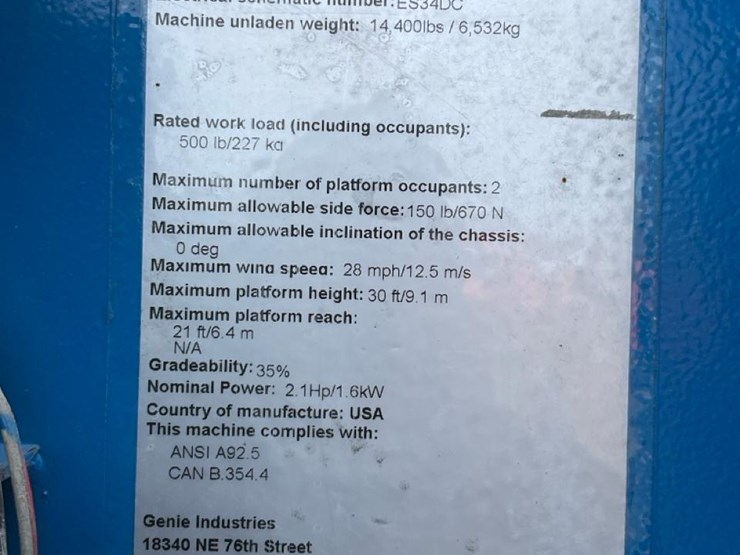 Electrical schematic number: ES34DC
Machine unladen weight: 14,400lbs / 6,532kg
Rated work load (including occupants):
500 lb/227 kg
Maximum number of platform occupants: 2
Maximum allowable side force: 150 lb/670 N
Maximum allowable inclination of the chassis:
0 deg
Maximum wind speed: 28 mph/12.5 m/s
Maximum platform height: 30 ft/9.1 m
Maximum platform reach:
21 ft/6.4 m
N/A
Gradeability: 35%
Nominal Power: 2.1Hp/1.6kW
Country of manufacture: USA
This machine complies with:
ANSI A92.5
CAN B.354.4
Genie Industries
18340 NE 76th Street